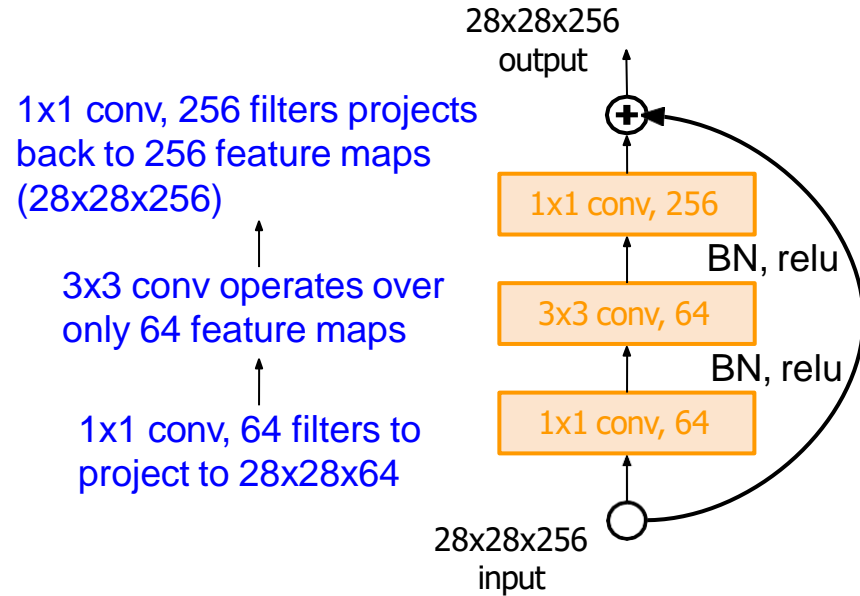 28x28x256
output
1x1 conv, 256 filters projects
back to 256 feature maps
(28x28x256)
3x3 conv operates over
only 64 feature maps
1x1 conv, 64 filters to
project to 28x28x64
+
1x1 conv, 256
BN, relu
3x3 conv, 64
BN, relu
1x1 conv, 64
28x28x256
input